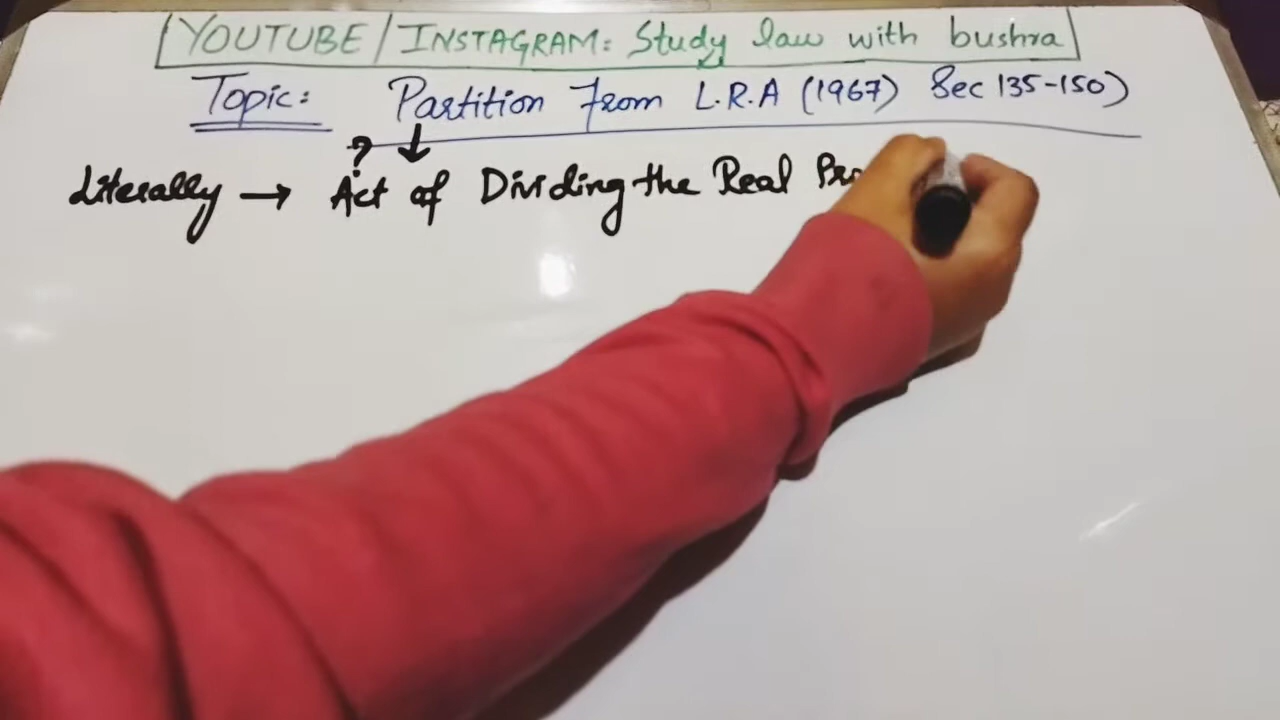 YOUTUBE/INSTAGRAM: Study law with bushra
Topic: Partition From L.R.A (1967) Sec 135-150)
?
Literally → Act of Dividing the Real Pro